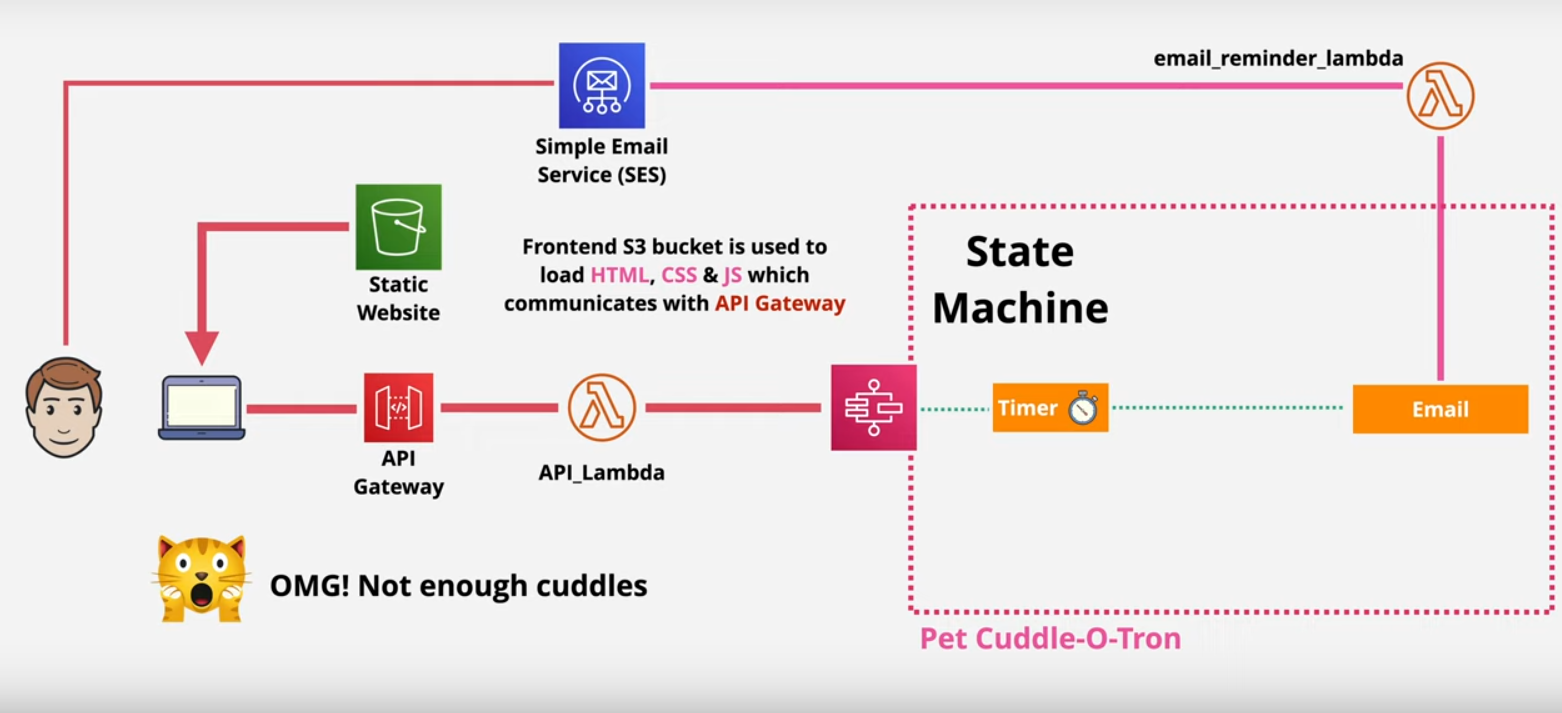 email_reminder_lambda
Simple Email
Service (SES)
Static
Website
Frontend S3 bucket is used to
load HTML, CSS & JS which
communicates with API Gateway
State
Machine
Timer
Email
API
Gateway
API_Lambda
OMG! Not enough cuddles
Pet Cuddle-O-Tron